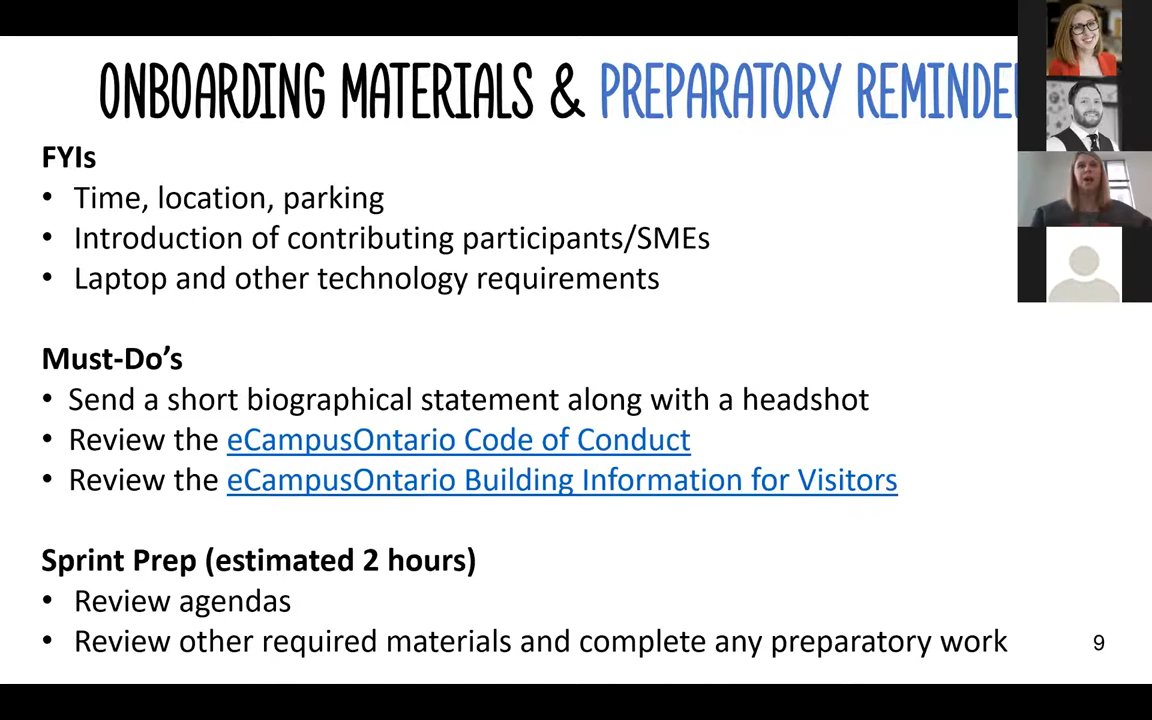 ONBOARDING MATERIALS & PREPARATORY
FYIs
• Time, location, parking
• Introduction of contributing participants/SMEs
• Laptop and other technology requirements
Must-Do’s
• Send a short biographical statement along with a headshot
• Review the eCampusOntario Code of Conduct
• Review the eCampusOntario Building Information for Visitors
Sprint Prep (estimated 2 hours)
• Review agendas
• Review other required materials and complete any preparatory work
9